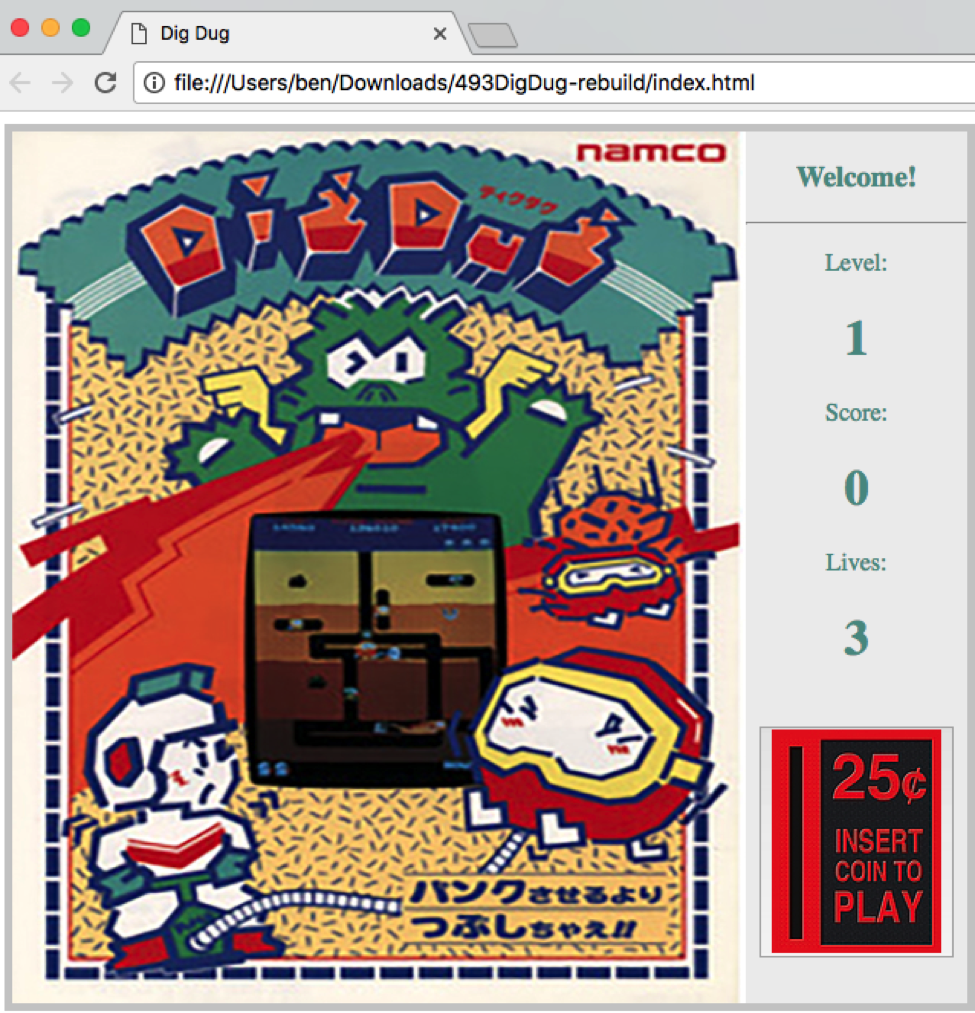 Dig Dug
file:///Users/ben/Downloads/493DigDug-rebuild/index.html
namco
ディグダグ
DiGDuG
Welcome!
Level:
1
Score:
0
Lives:
3
パンクさせるより
つぶしちゃえ!!
25¢
INSERT
COIN TO
PLAY